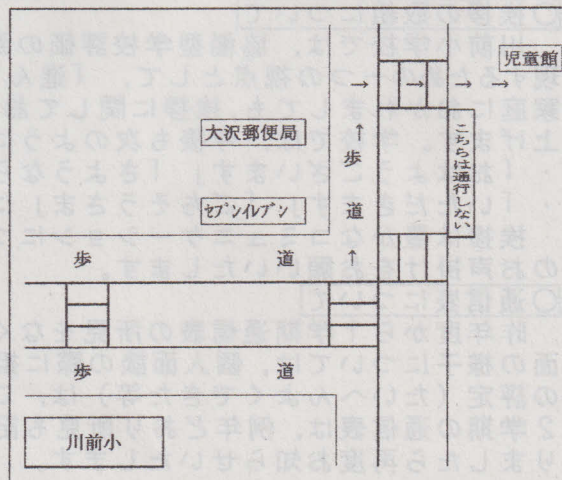 児童館
→ → →
大沢郵便局
こちらは通行しない
↑
歩
セブンイレブン
道
↑
歩 道
歩 道
川前小